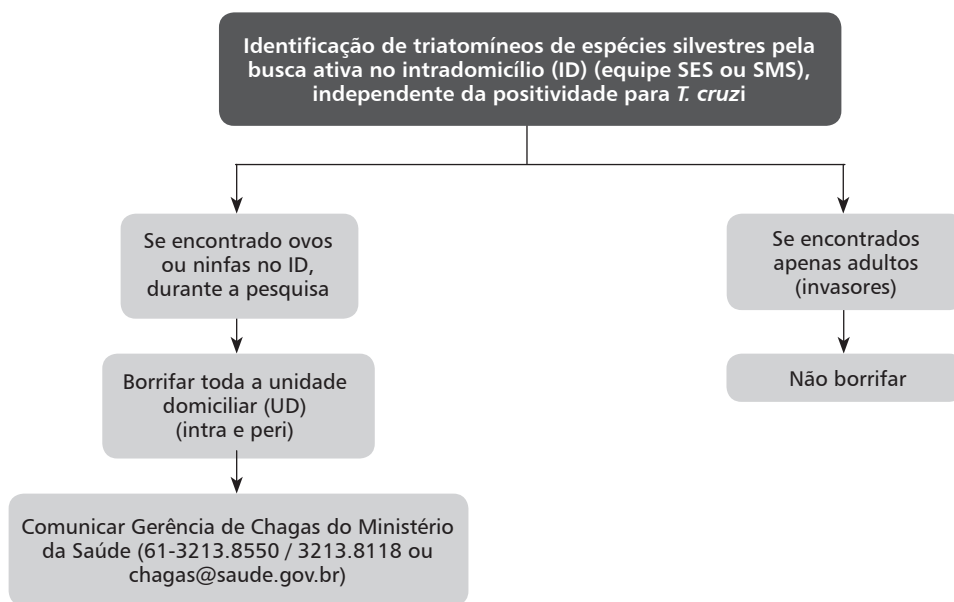 Identificação de triatomíneos de espécies silvestres pela
busca ativa no intradomicílio (ID) (equipe SES ou SMS),
independente da positividade para T. cruzi
Se encontrado ovos
ou ninfas no ID,
durante a pesquisa
Borrifar toda a unidade
domiciliar (UD)
(intra e peri)
Comunicar Gerência de Chagas do Ministério
da Saúde (61-3213.8550 / 3213.8118 ou
chagas@saude.gov.br)
Se encontrados
apenas adultos
(invasores)
Não borrifar